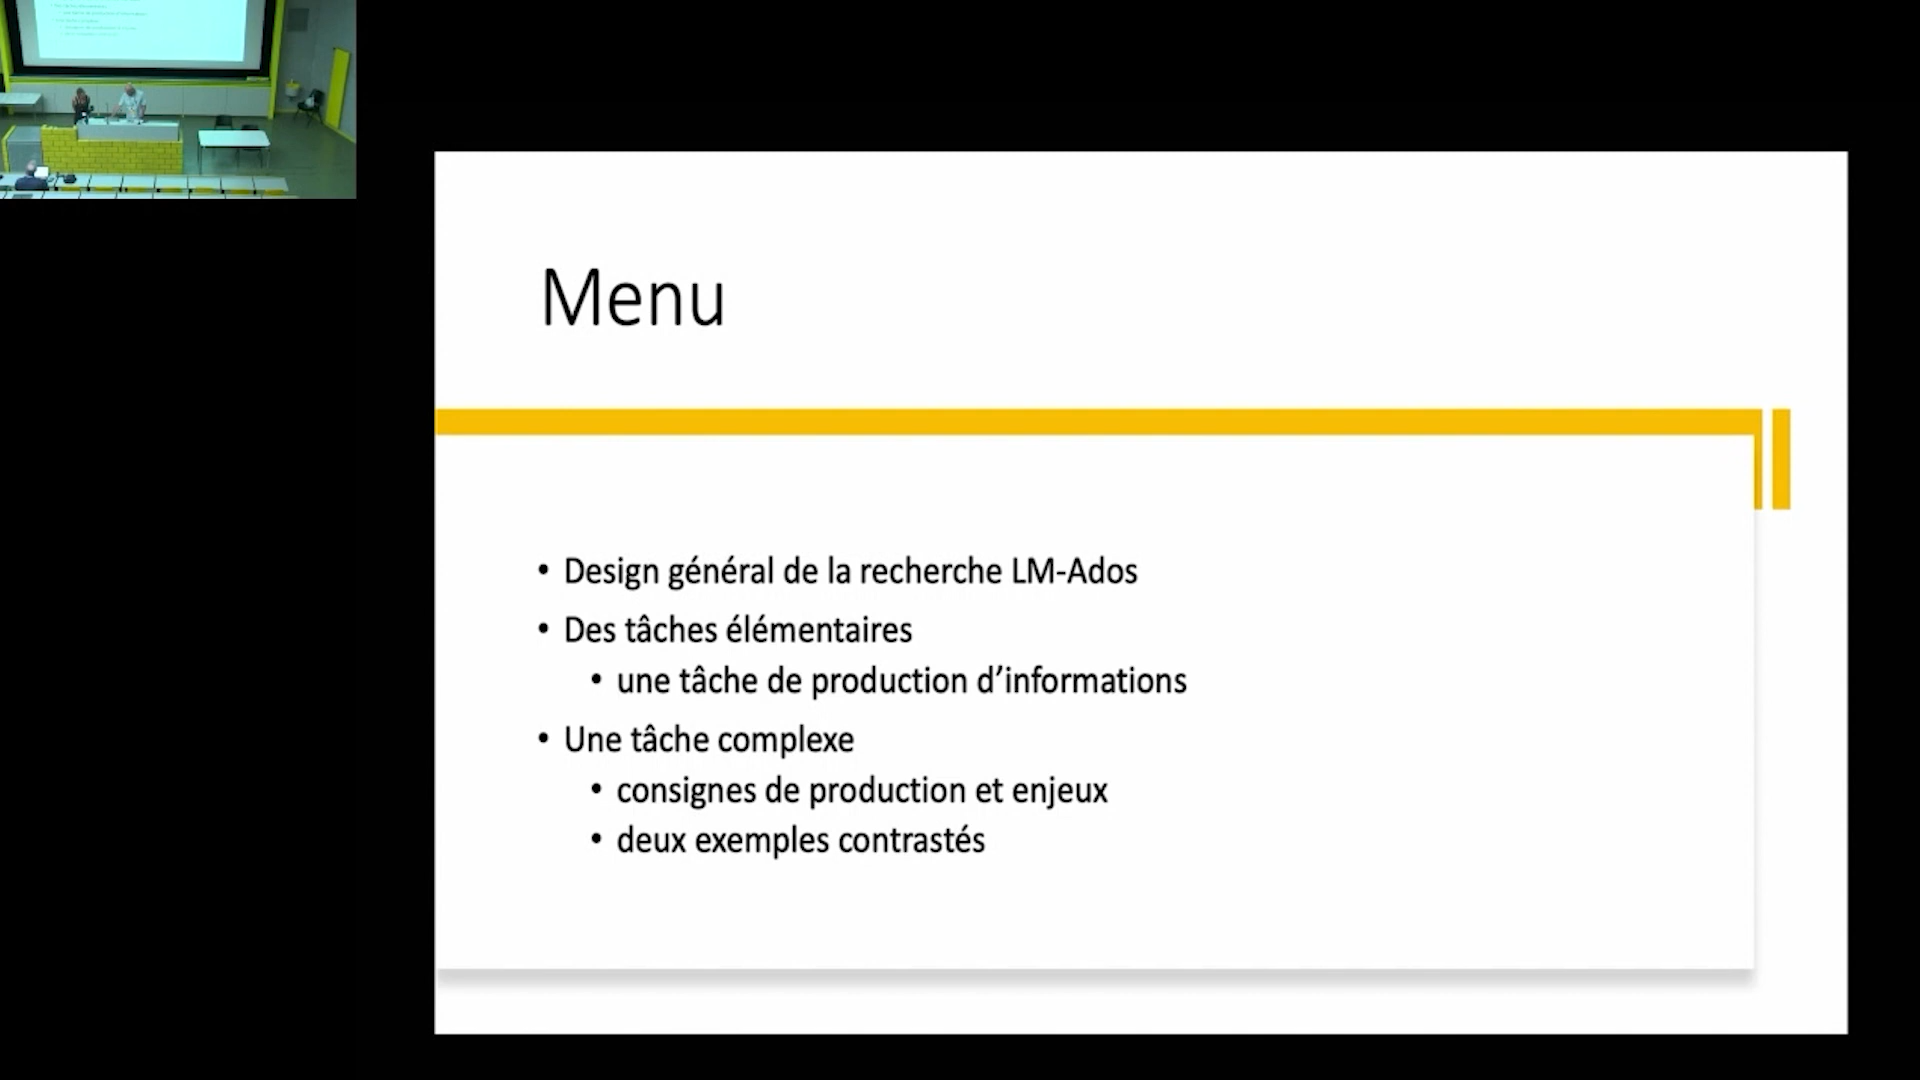 Menu
• Design général de la recherche LM-Ados
• Des tâches élémentaires
• une tâche de production d’informations
• Une tâche complexe
• consignes de production et enjeux
• deux exemples contrastés